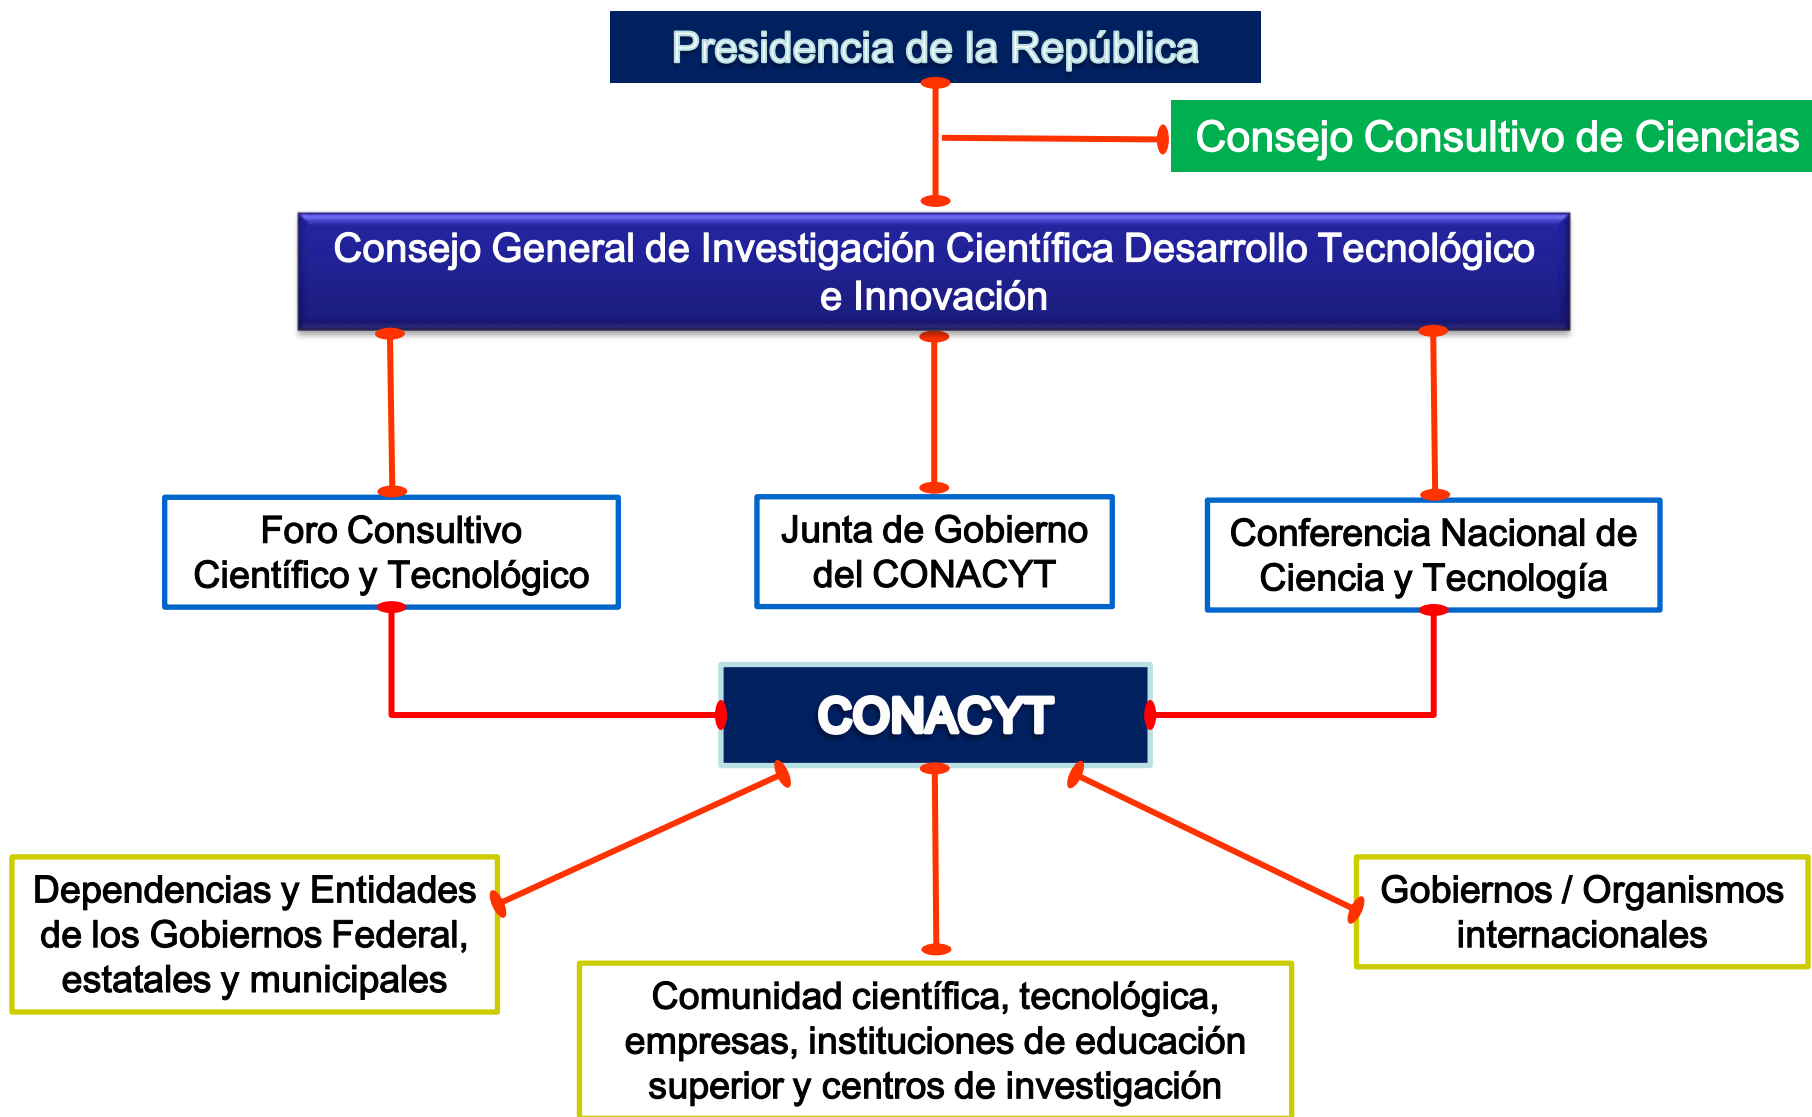 Presidencia de la República
Consejo Consultivo de Ciencias
Consejo General de Investigación Científica Desarrollo Tecnológico
e Innovación
Foro Consultivo
Científico y Tecnológico
Junta de Gobierno
del CONACYT
Conferencia Nacional de
Ciencia y Tecnología
CONACYT
Dependencias y Entidades
de los Gobiernos Federal,
estatales y municipales
Comunidad científica, tecnológica,
empresas, instituciones de educación
superior y centros de investigación
Gobiernos / Organismos
internacionales